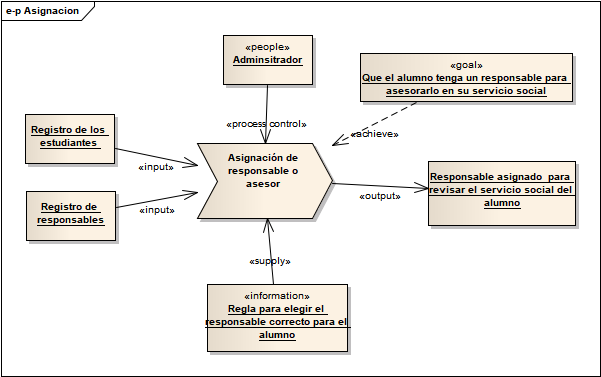 e-p Asignacion
«people»
Adminsitrador
«goal»
Que el alumno tenga un responsable para
asesorarlo en su servicio social
«process control»
«achieve»
Registro de los
estudiantes
«input»
Asignación de
responsable o
asesor
Responsable asignado para
revisar el servicio social del
alumno
Registro de
responsables
«input»
«output»
«supply»
«information»
Regla para elegir el
responsable correcto para el
alumno